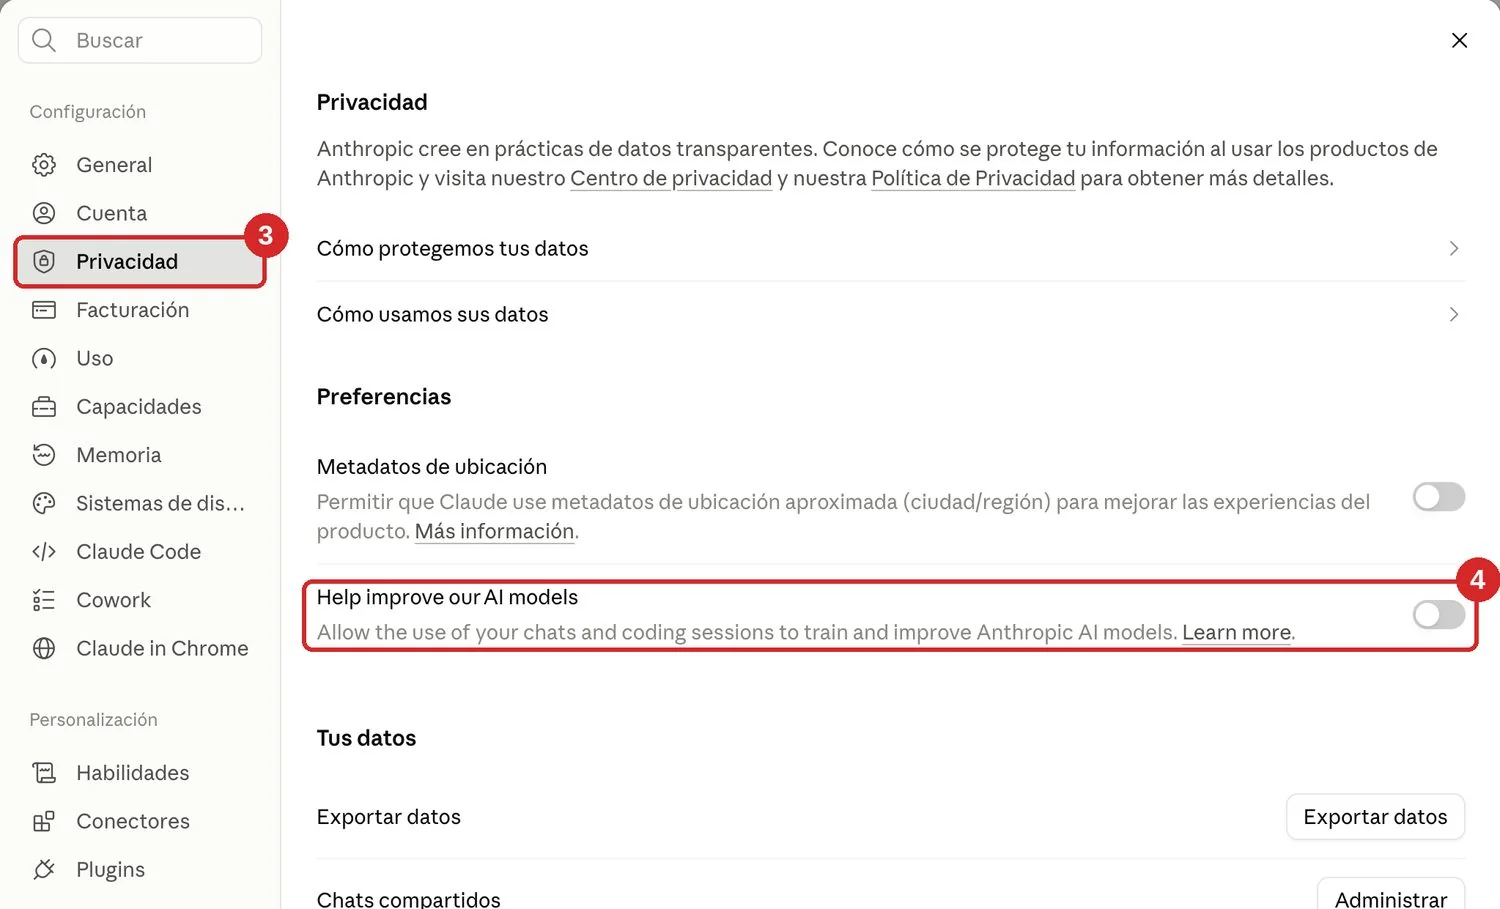 Buscar
Configuración
General
Cuenta
3
Privacidad
Facturación
Uso
Capacidades
Memoria
Sistemas de dis...
Claude Code
Cowork
Claude in Chrome
Personalización
Habilidades
Conectores
Plugins
Privacidad
Anthropic cree en prácticas de datos transparentes. Conoce cómo se protege tu información al usar los productos de
Anthropic y visita nuestro Centro de privacidad y nuestra Política de Privacidad para obtener más detalles.
Cómo protegemos tus datos
Cómo usamos sus datos
Preferencias
Metadatos de ubicación
Permitir que Claude use metadatos de ubicación aproximada (ciudad/región) para mejorar las experiencias del
producto. Más información.
4
Help improve our AI models
Allow the use of your chats and coding sessions to train and improve Anthropic AI models. Learn more.
Tus datos
Exportar datos
Exportar datos
Chats compartidos
Administrar